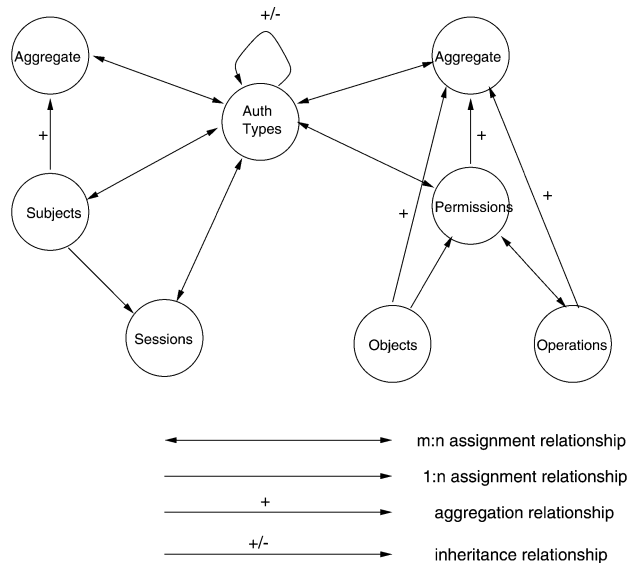 +/-
Aggregate
Aggregate
Auth
Types
+
+
Subjects
Permissions
+
+
Sessions
Objects
Operations
m:n assignment relationship
1:n assignment relationship
+
aggregation relationship
+/-
inheritance relationship